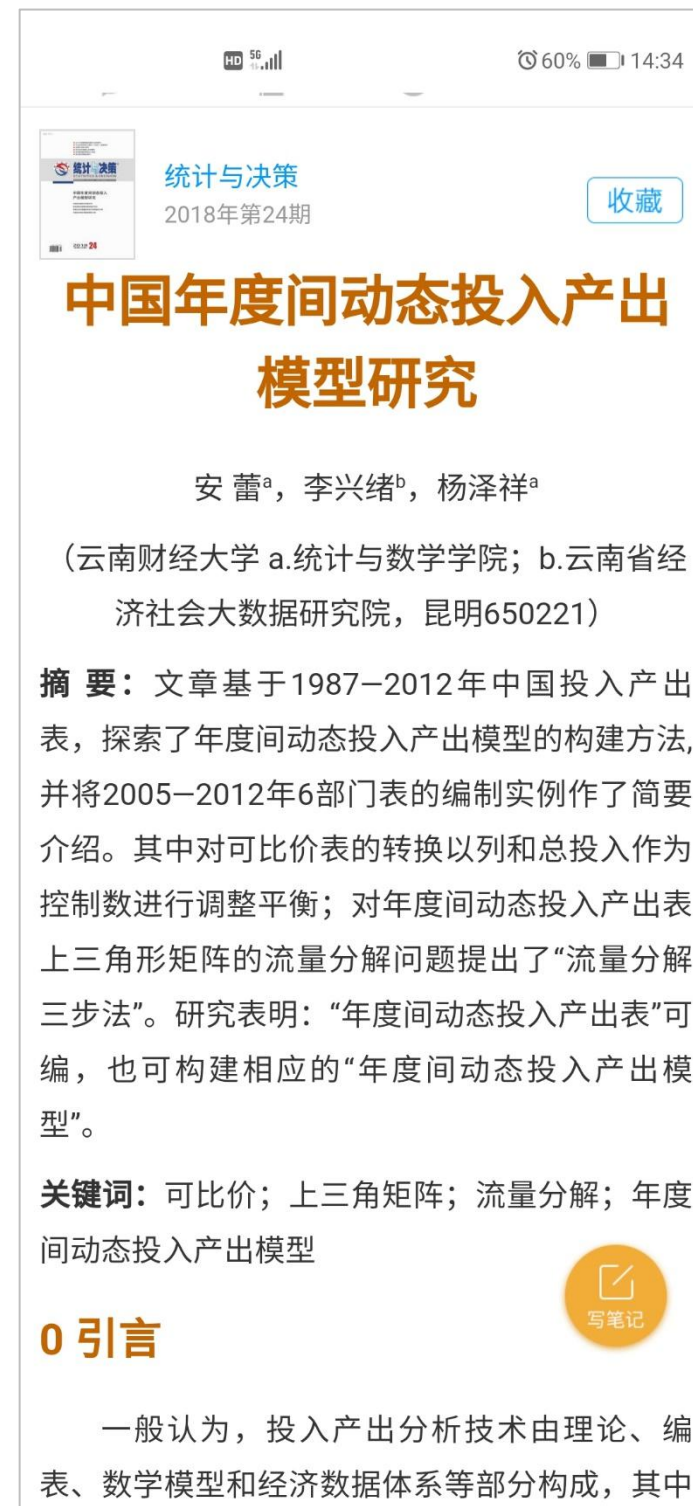 HD 5G 60% 14:34
统计与决策
24
统计与决策
2018年第24期
收藏
中国年度间动态投入产出
模型研究
安 蕾a，李兴绪b，杨泽祥a
（云南财经大学 a.统计与数学学院；b.云南省经
济社会大数据研究院，昆明650221）
摘 要：文章基于1987—2012年中国投入产出
表，探索了年度间动态投入产出模型的构建方法,
并将2005—2012年6部门表的编制实例作了简要
介绍。其中对可比价表的转换以列和总投入作为
控制数进行调整平衡；对年度间动态投入产出表
上三角形矩阵的流量分解问题提出了“流量分解
三步法”。研究表明：“年度间动态投入产出表”可
编，也可构建相应的“年度间动态投入产出模
型”。
关键词：可比价；上三角矩阵；流量分解；年度
间动态投入产出模型
写笔记
0 引言
一般认为，投入产出分析技术由理论、编
表、数学模型和经济数据体系等部分构成，其中